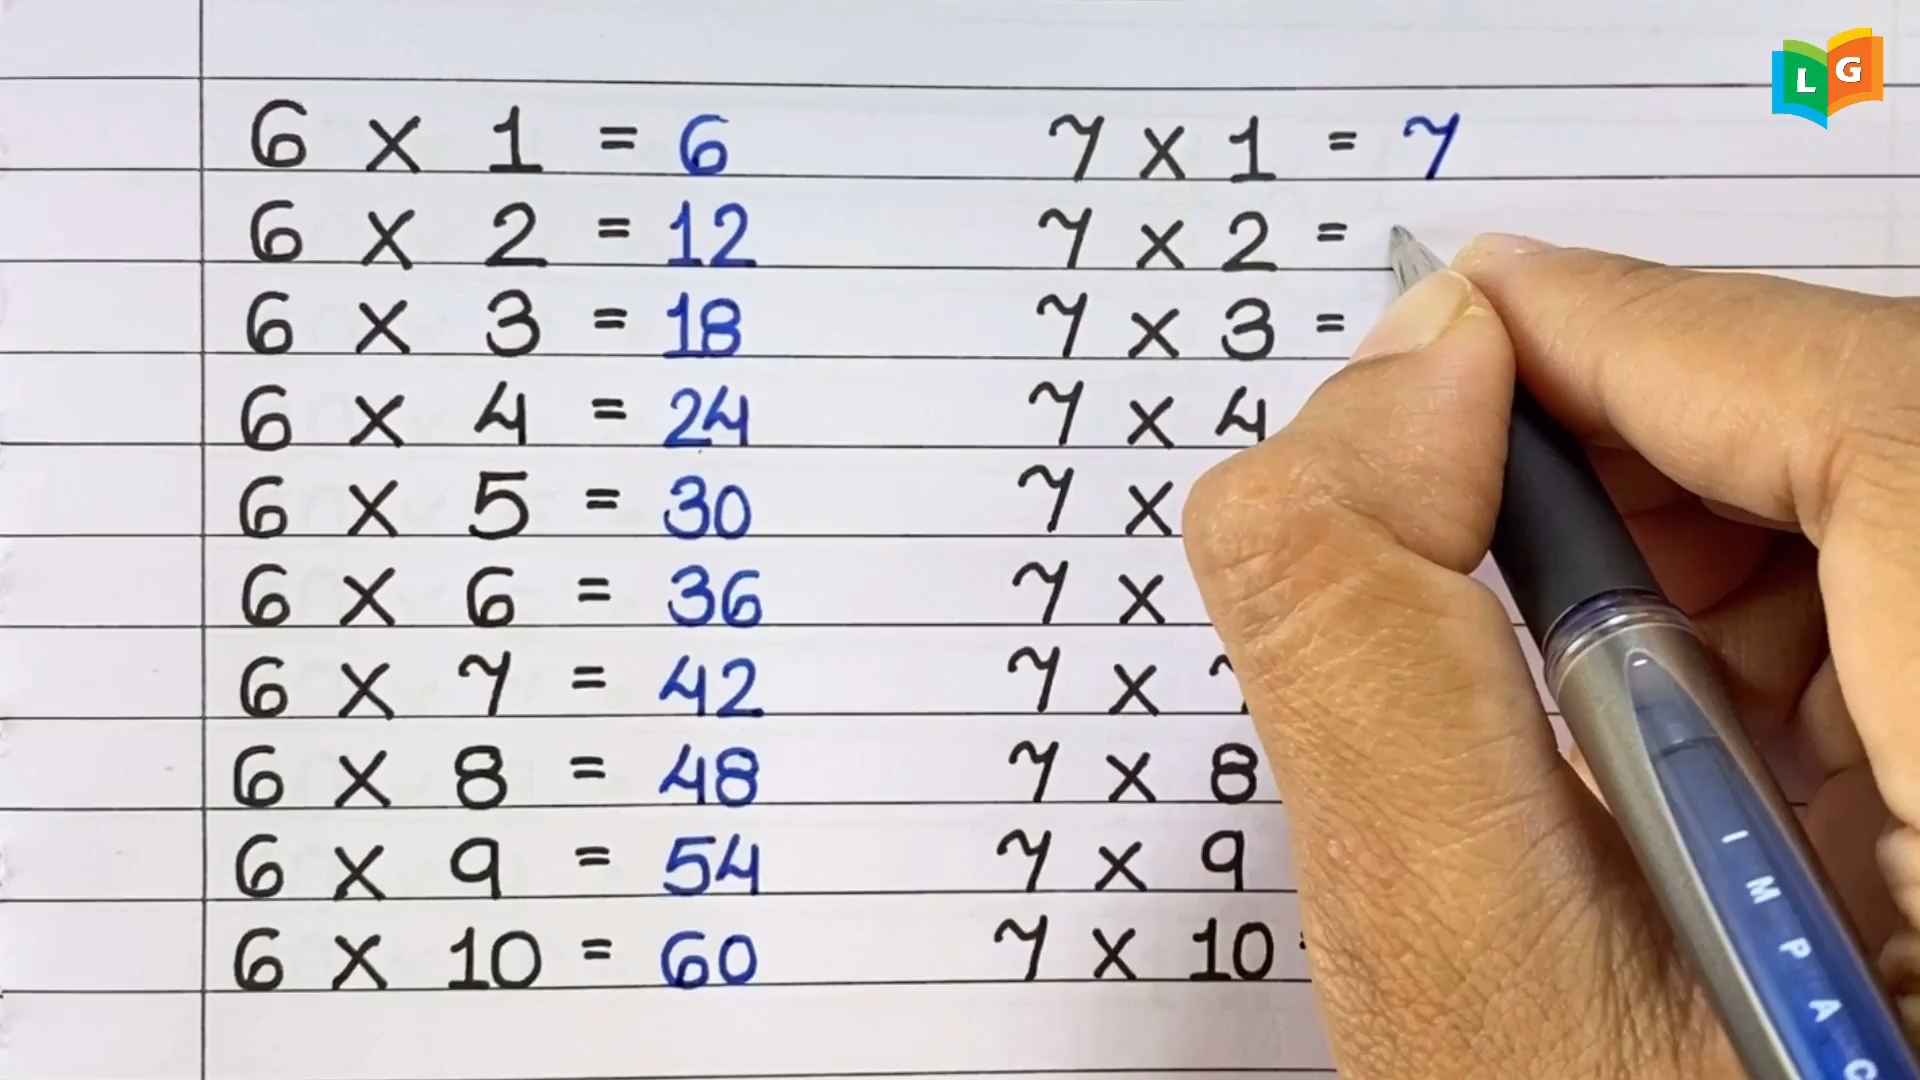 6 x 1 = 6
6 x 2 = 12
6 x 3 = 18
6 x 4 = 24
6 x 5 = 30
6 x 6 = 36
6 x 7 = 42
6 x 8 = 48
6 x 9 = 54
6 x 10 = 60
7 x 1 = 7
7 x 2 =
7 x 3 =
7 x 4
7 x
7 x
7 x
7 x 8
7 x 9
7 x 10
LG
IMPAC